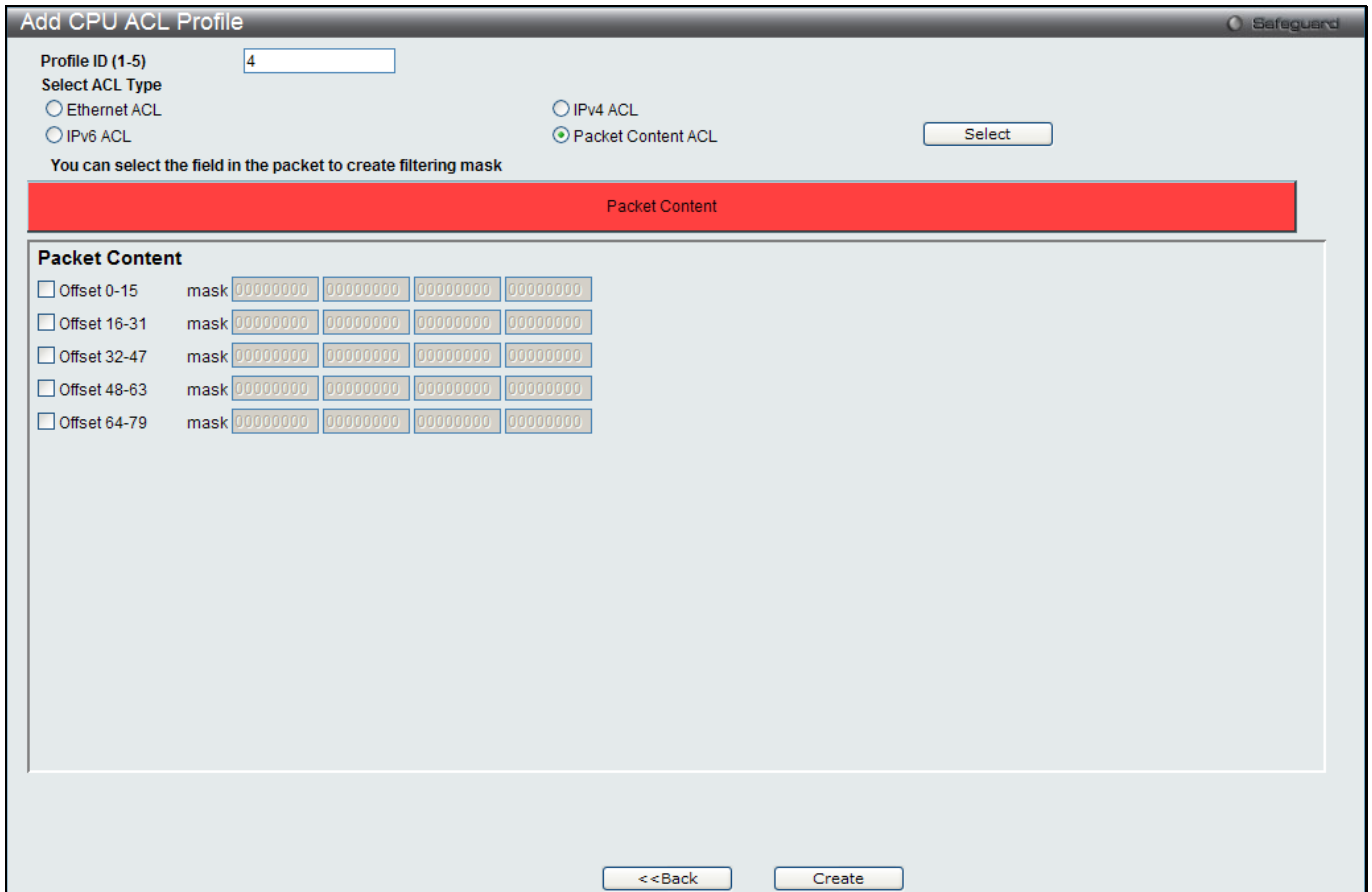 Add CPU ACL Profile
Safeguard
Profile ID (1-5) 4
Select ACL Type
Ethernet ACL IPv4 ACL
IPv6 ACL Packet Content ACL Select
You can select the field in the packet to create filtering mask
Packet Content
Packet Content
Offset 0-15 mask 00000000 00000000 00000000 00000000
Offset 16-31 mask 00000000 00000000 00000000 00000000
Offset 32-47 mask 00000000 00000000 00000000 00000000
Offset 48-63 mask 00000000 00000000 00000000 00000000
Offset 64-79 mask 00000000 00000000 00000000 00000000
<<Back Create